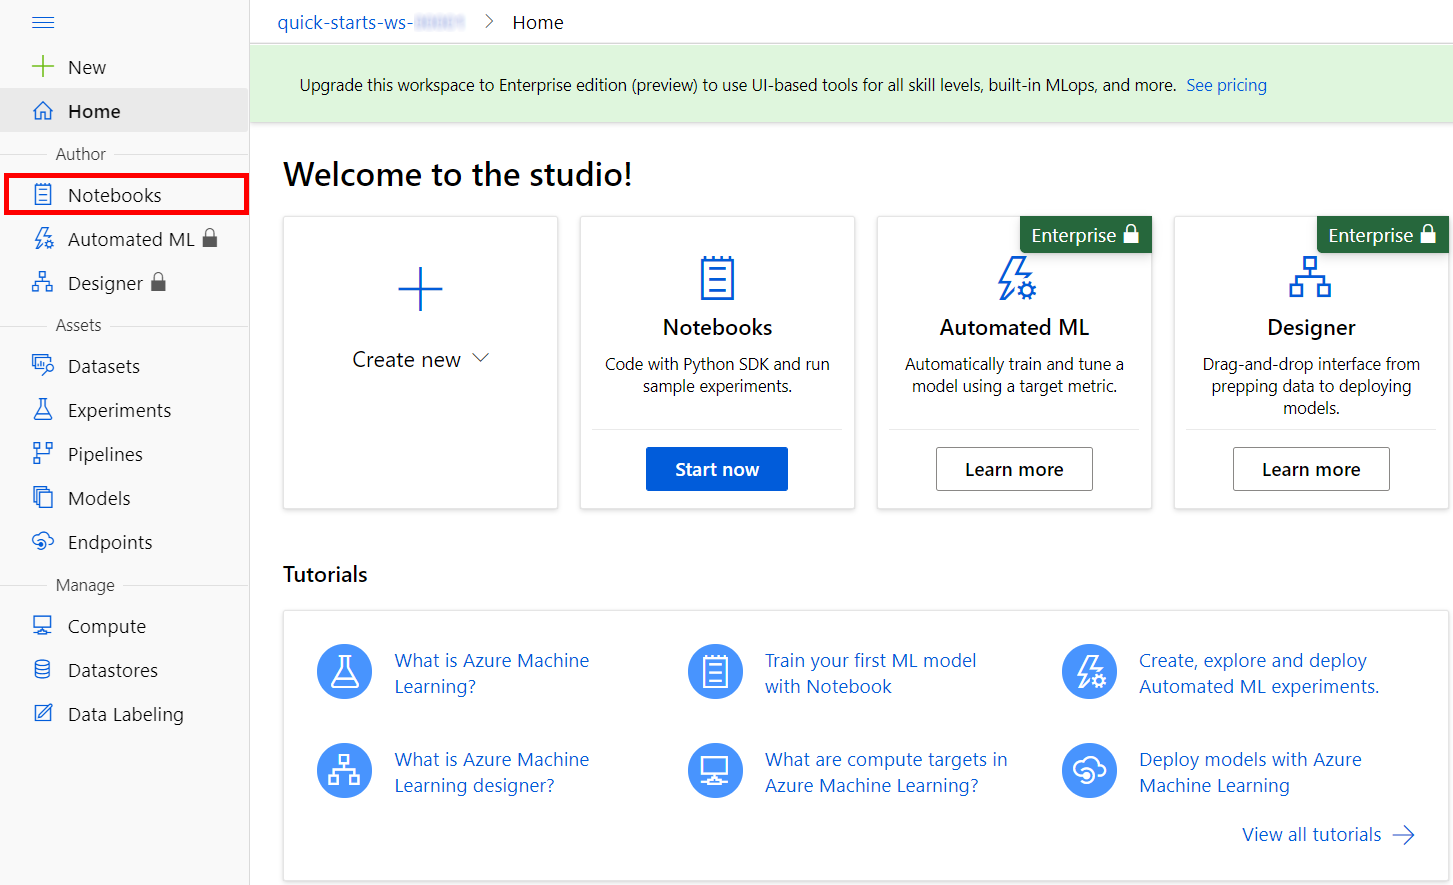 quick-starts-ws-
Home
New
Home
Author
Notebooks
Automated ML
Designer
Assets
Datasets
Experiments
Pipelines
Models
Endpoints
Manage
Compute
Datastores
Data Labeling
Upgrade this workspace to Enterprise edition (preview) to use UI-based tools for all skill levels, built-in MLops, and more. See pricing
Welcome to the studio!
Create new
Notebooks
Code with Python SDK and run
sample experiments.
Start now
Enterprise
Automated ML
Automatically train and tune a
model using a target metric.
Learn more
Enterprise
Designer
Drag-and-drop interface from
prepping data to deploying
models.
Learn more
Tutorials
What is Azure Machine
Learning?
Train your first ML model
with Notebook
Create, explore and deploy
Automated ML experiments.
What is Azure Machine
Learning designer?
What are compute targets in
Azure Machine Learning?
Deploy models with Azure
Machine Learning
View all tutorials